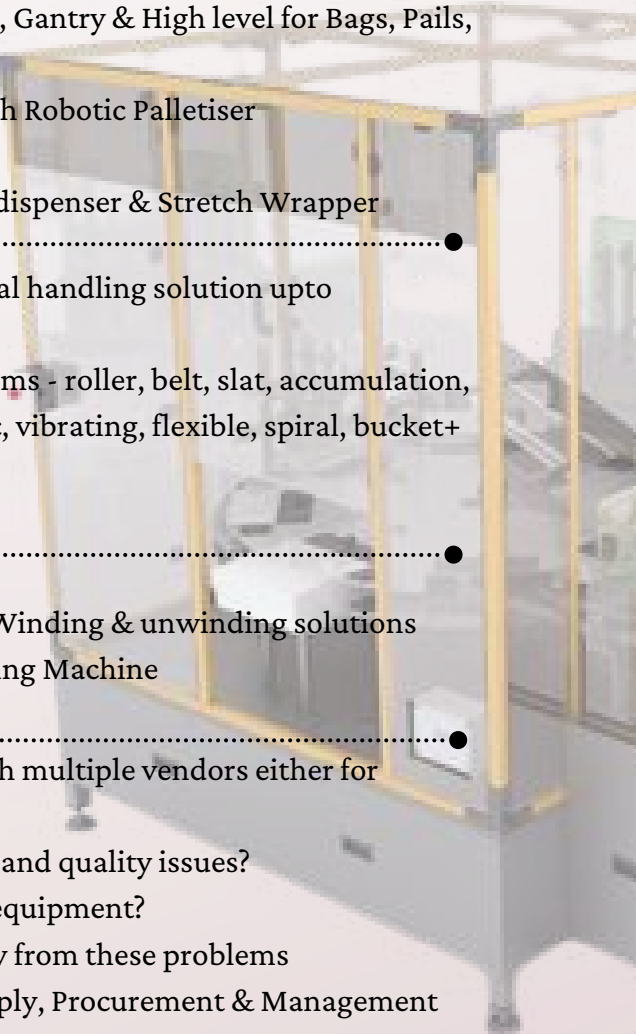 , Gantry & High level for Bags, Pails,
h Robotic Palletiser
dispenser & Stretch Wrapper
al handling solution upto
ms - roller, belt, slat, accumulation,
, vibrating, flexible, spiral, bucket+
Winding & unwinding solutions
ng Machine
h multiple vendors either for
and quality issues?
equipment?
y from these problems
ply, Procurement & Management